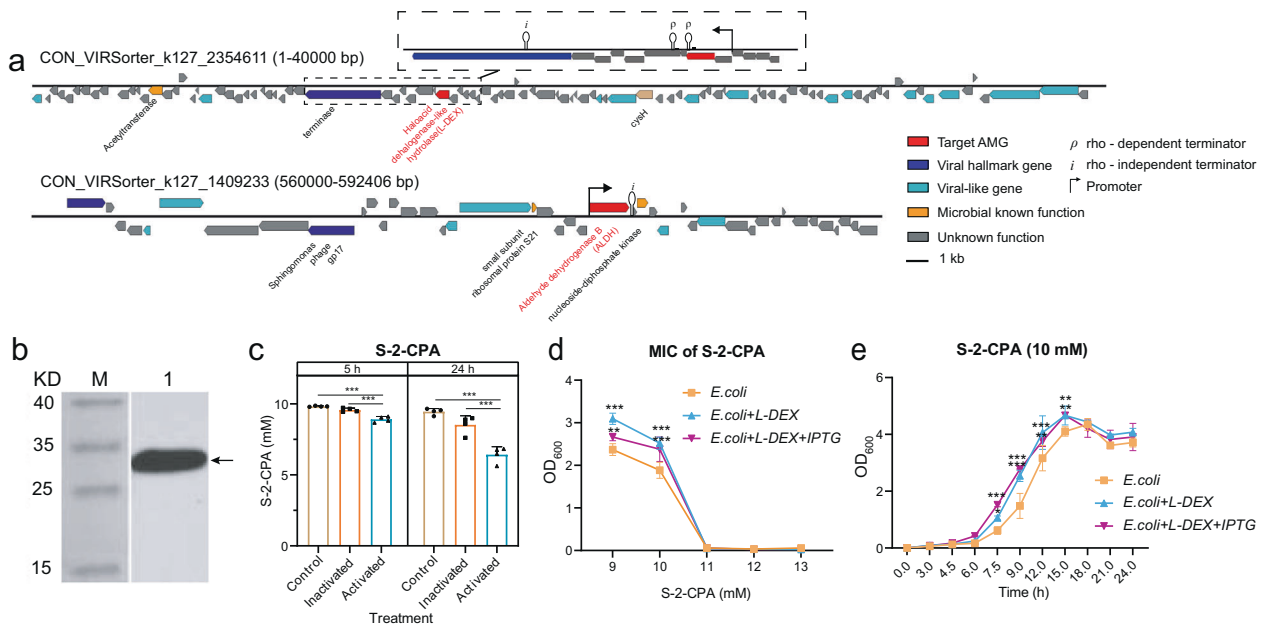 a
CON_VIRSorter_k127_2354611 (1-40000 bp)
i
ρ
ρ
Acetyltransferase
terminase
Haloacid
dehalogenase-like
hydrolase(L-DEX)
cysH
CON_VIRSorter_k127_1409233 (560000-592406 bp)
i
Sphingomonas
phage
gp17
small subunit
ribosomal protein S21
Aldehyde dehydrogenase B
(ALDH)
nucleoside-diphosphate kinase
Target AMG
Viral hallmark gene
Viral-like gene
Microbial known function
Unknown function
1 kb
ρ rho - dependent terminator
i rho - independent terminator
Promoter
b
KD M 1
40
35
25
15
c
S-2-CPA
5 h 24 h
***
***
***
***
S-2-CPA (mM)
10
5
0
Control
Inactivated
Activated
Control
Inactivated
Activated
Treatment
d
MIC of S-2-CPA
OD600
4
3
2
1
0
***
**
***
***
E.coli
E.coli+L-DEX
E.coli+L-DEX+IPTG
9 10 11 12 13
S-2-CPA (mM)
e
S-2-CPA (10 mM)
OD600
6
4
2
0
***
*
***
***
***
**
**
**
E.coli
E.coli+L-DEX
E.coli+L-DEX+IPTG
0.0 3.0 4.5 6.0 7.5 9.0 12.0 15.0 18.0 21.0 24.0
Time (h)